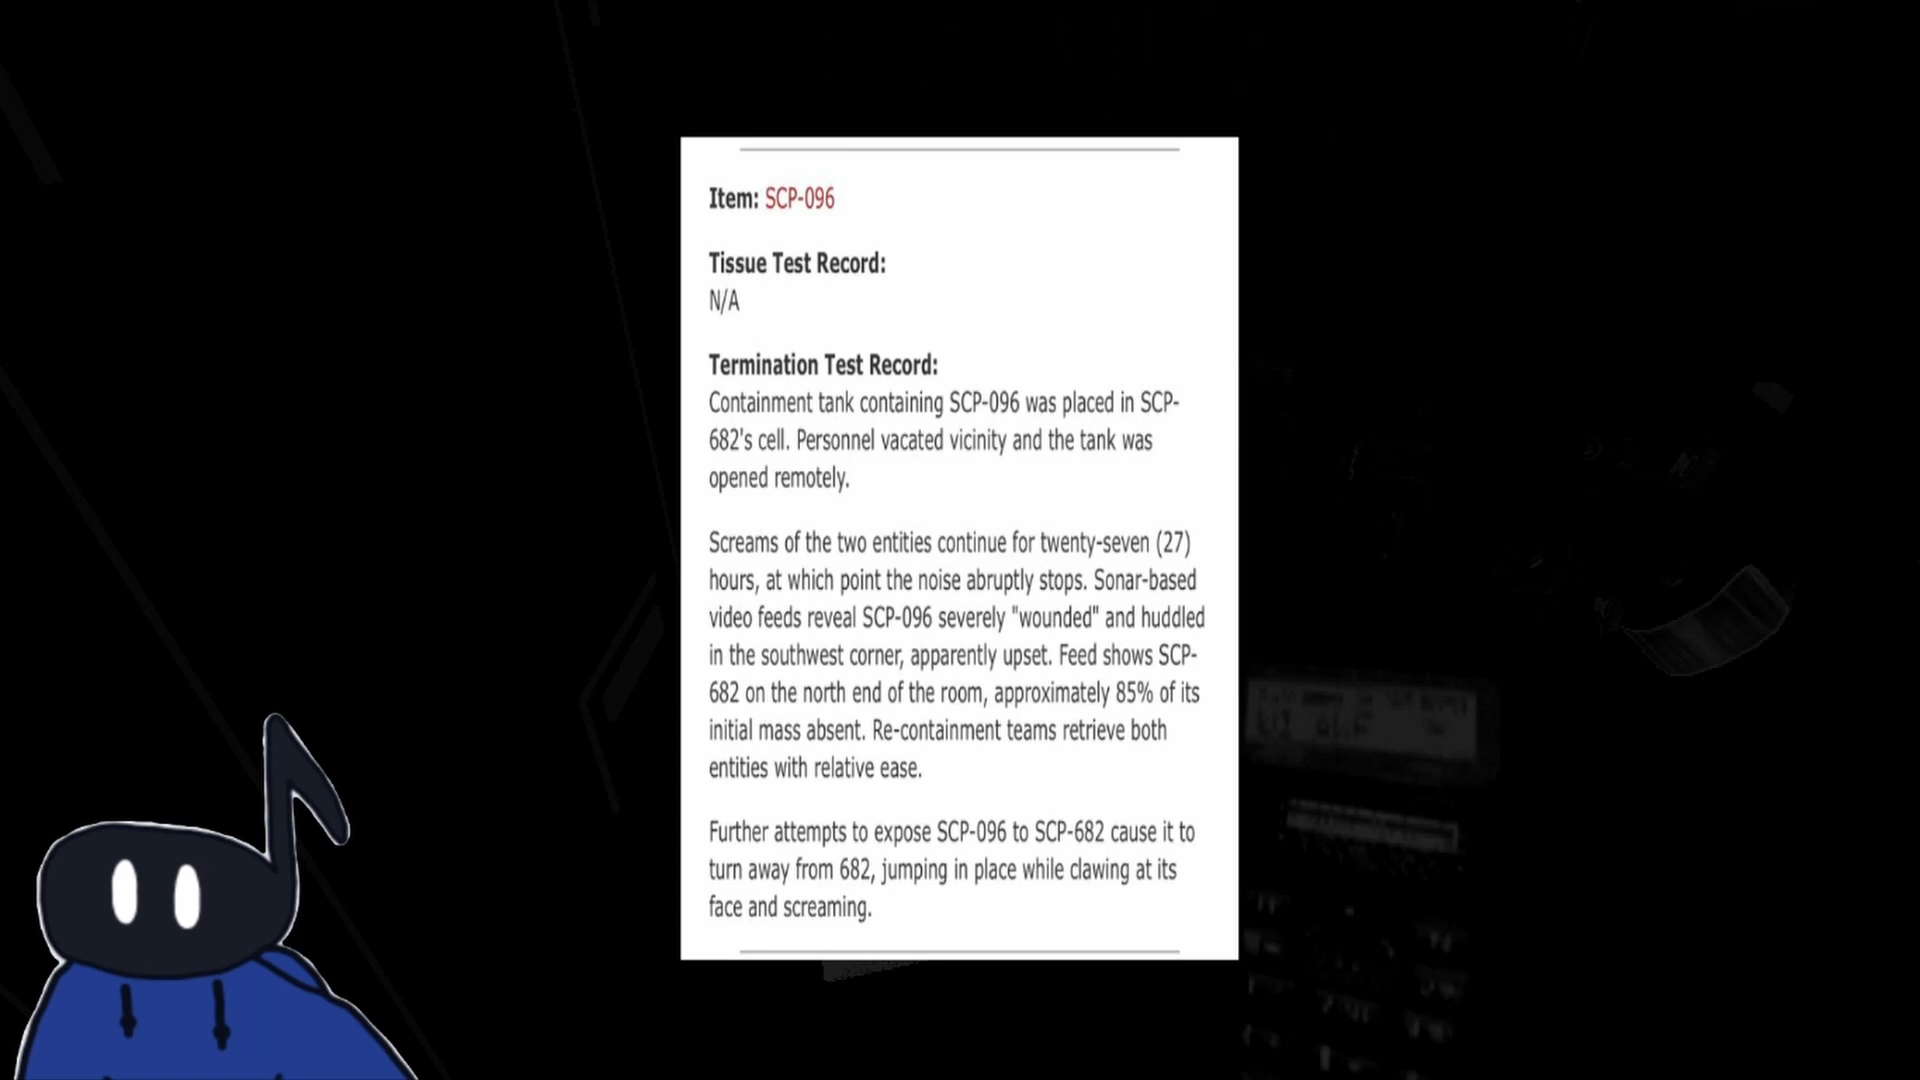 Item: SCP-096
Tissue Test Record:
N/A
Termination Test Record:
Containment tank containing SCP-096 was placed in SCP-
682's cell. Personnel vacated vicinity and the tank was
opened remotely.
Screams of the two entities continue for twenty-seven (27)
hours, at which point the noise abruptly stops. Sonar-based
video feeds reveal SCP-096 severely "wounded" and huddled
in the southwest corner, apparently upset. Feed shows SCP-
682 on the north end of the room, approximately 85% of its
initial mass absent. Re-containment teams retrieve both
entities with relative ease.
Further attempts to expose SCP-096 to SCP-682 cause it to
turn away from 682, jumping in place while clawing at its
face and screaming.